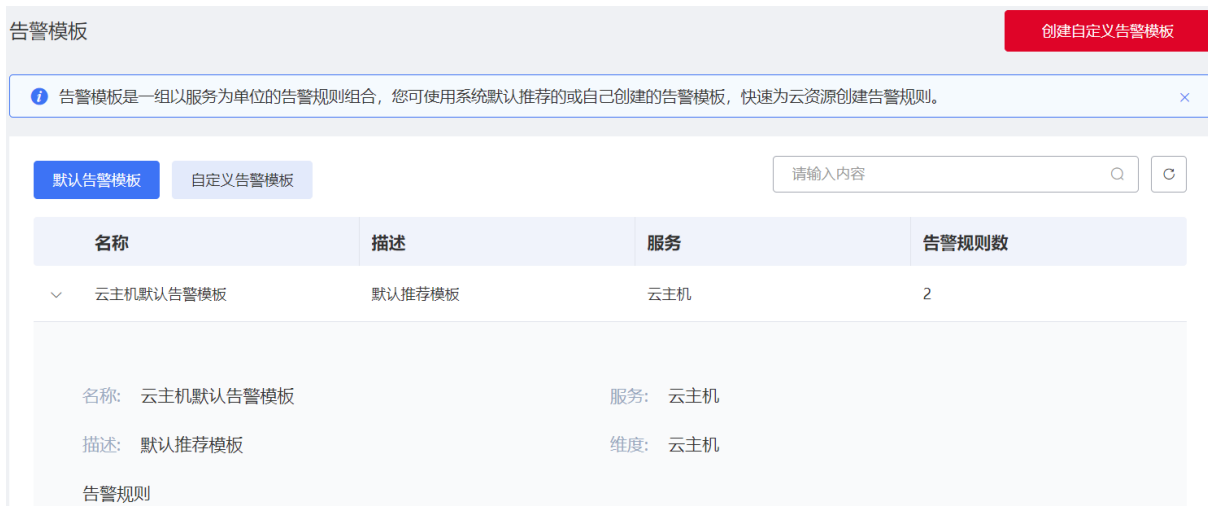 告警模板
创建自定义告警模板
告警模板是一组以服务为单位的告警规则组合，您可使用系统默认推荐的或自己创建的告警模板，快速为云资源创建告警规则。
默认告警模板 自定义告警模板 请输入内容
名称 描述 服务 告警规则数
云主机默认告警模板 默认推荐模板 云主机 2
名称: 云主机默认告警模板 服务: 云主机
描述: 默认推荐模板 维度: 云主机
告警规则